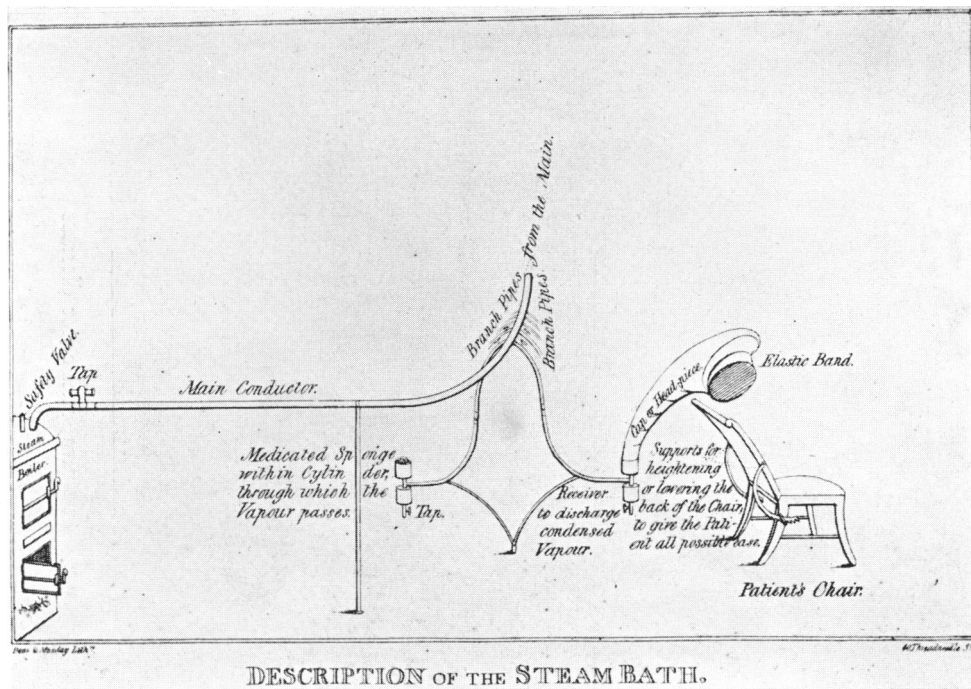 Safety Valve.
Tap
Steam
Boiler.
Main Conductor.
Branch Pipes from the Main.
Branch Pipes
Medicated Sponge
within Cylinder,
through which the
Vapour passes.
Tap.
Receiver
to discharge
condensed
Vapour.
Cap or Head-piece.
Elastic Band.
Supports for
heightening
or lowering the
back of the Chair,
to give the Pati-
ent all possible ease.
Patient's Chair.
DESCRIPTION OF THE STEAM BATH.